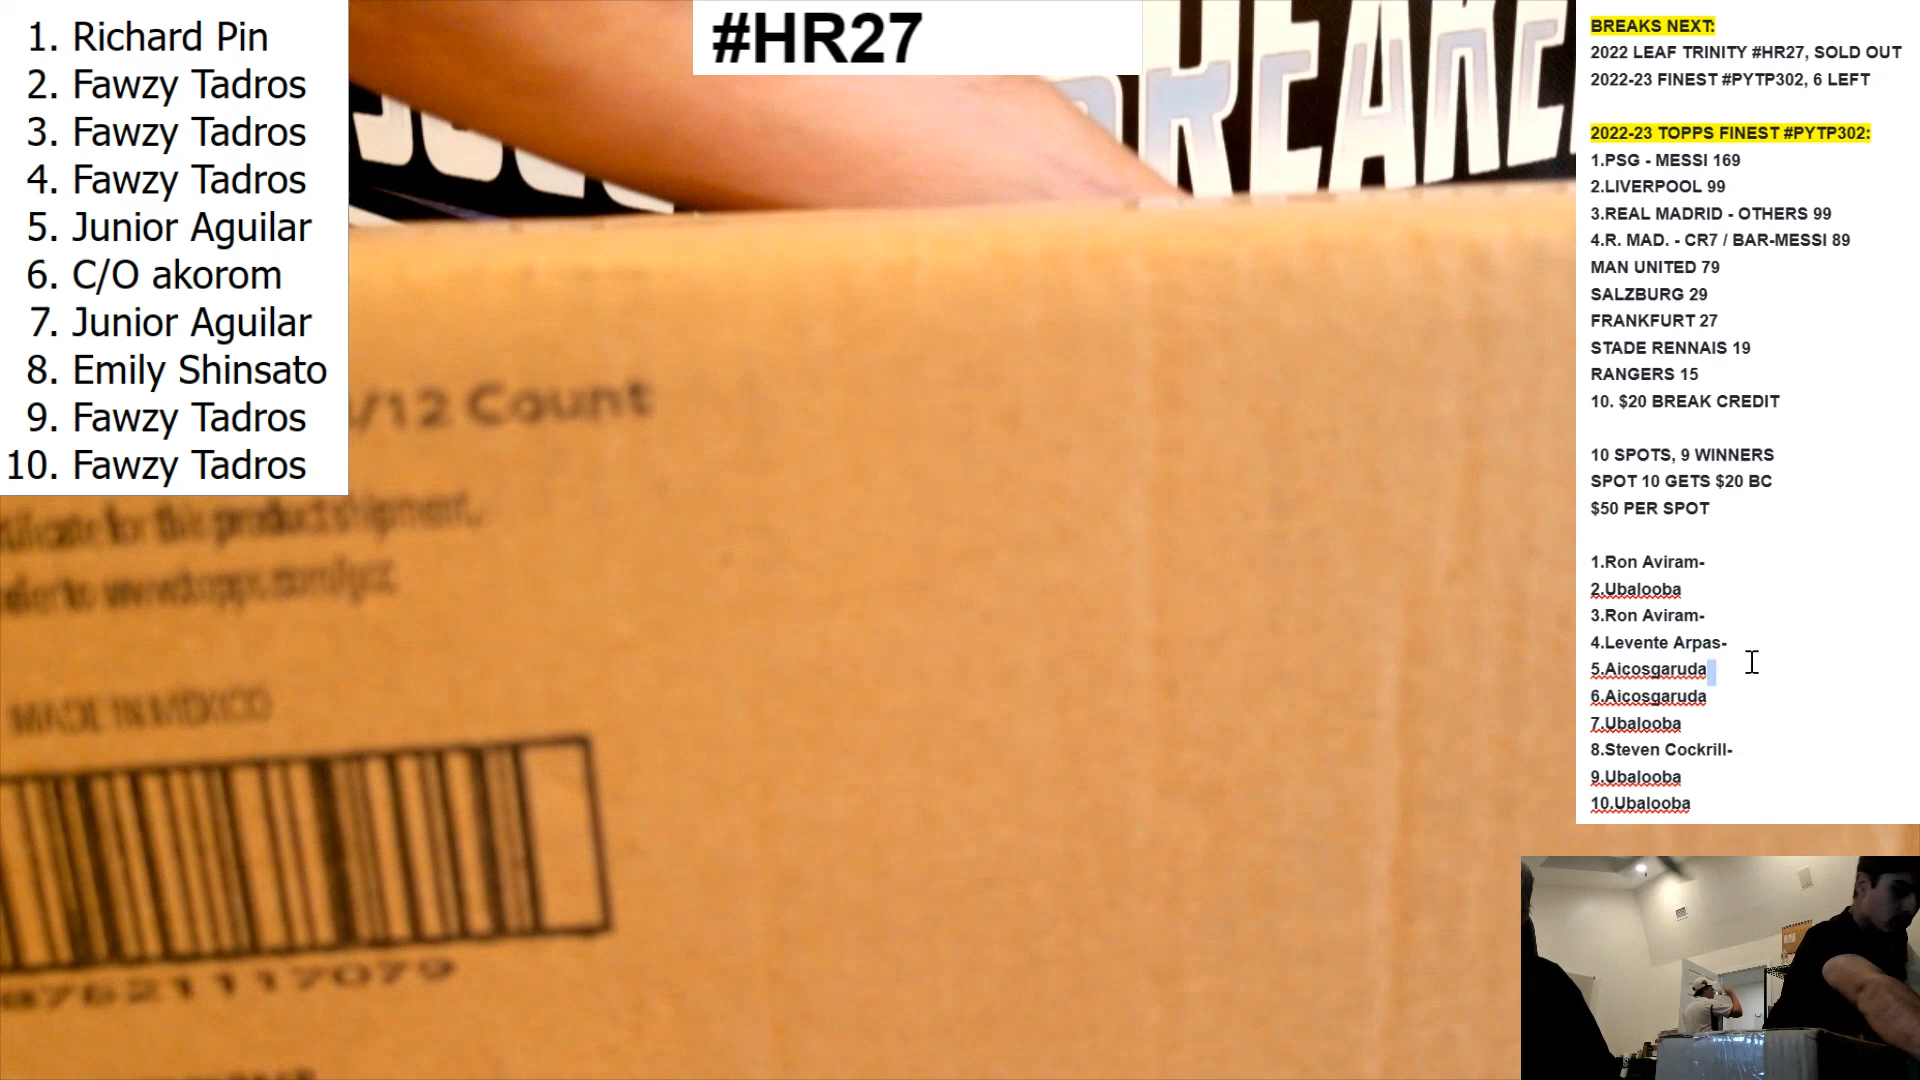 1. Richard Pin
2. Fawzy Tadros
3. Fawzy Tadros
4. Fawzy Tadros
5. Junior Aguilar
6. C/O akorom
7. Junior Aguilar
8. Emily Shinsato
9. Fawzy Tadros
10. Fawzy Tadros
#HR27
BREAKE
/12 Count
for this product shipment,
MADE IN MEXICO
BREAKS NEXT:
2022 LEAF TRINITY #HR27, SOLD OUT
2022-23 FINEST #PYTP302, 6 LEFT
2022-23 TOPPS FINEST #PYTP302:
1.PSG - MESSI 169
2.LIVERPOOL 99
3.REAL MADRID - OTHERS 99
4.R. MAD. - CR7 / BAR-MESSI 89
MAN UNITED 79
SALZBURG 29
FRANKFURT 27
STADE RENNAIS 19
RANGERS 15
10. $20 BREAK CREDIT
10 SPOTS, 9 WINNERS
SPOT 10 GETS $20 BC
$50 PER SPOT
1.Ron Aviram-
2.Ubalooba
3.Ron Aviram-
4.Levente Arpas-
5.Aicosgaruda
6.Aicosgaruda
7.Ubalooba
8.Steven Cockrill-
9.Ubalooba
10.Ubalooba